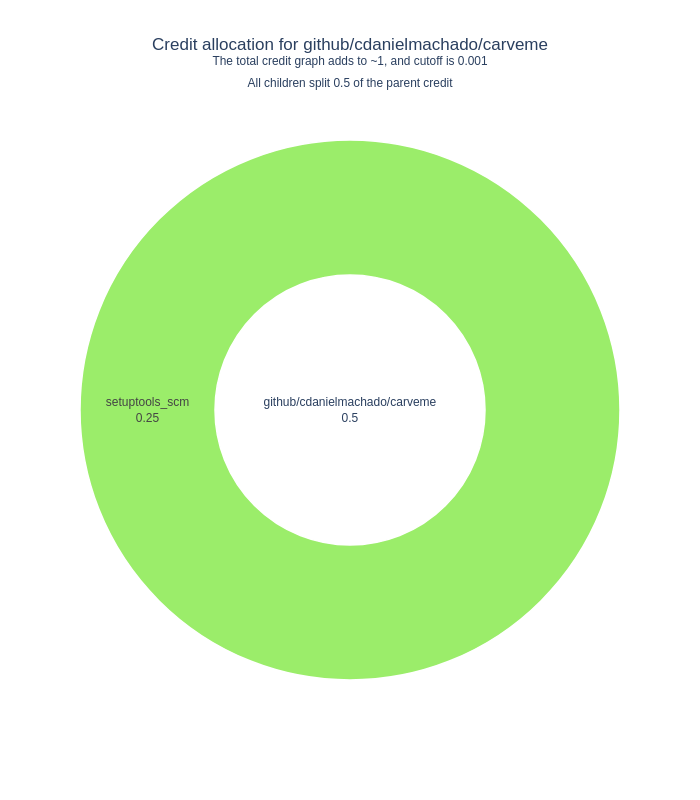 Credit allocation for github/cdanielmachado/carveme
The total credit graph adds to ~1, and cutoff is 0.001
All children split 0.5 of the parent credit
setuptools_scm
0.25
github/cdanielmachado/carveme
0.5